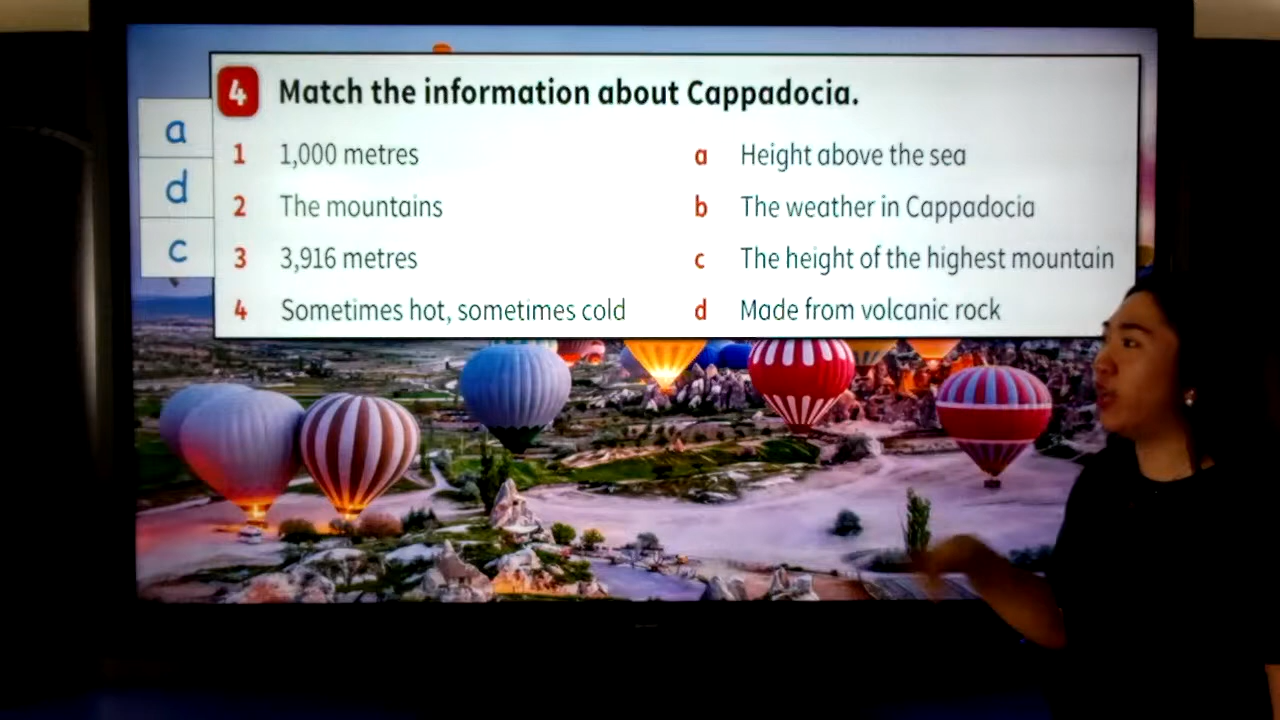 4 Match the information about Cappadocia.
a
1 1,000 metres a Height above the sea
d
2 The mountains b The weather in Cappadocia
c
3 3,916 metres c The height of the highest mountain
4 Sometimes hot, sometimes cold d Made from volcanic rock